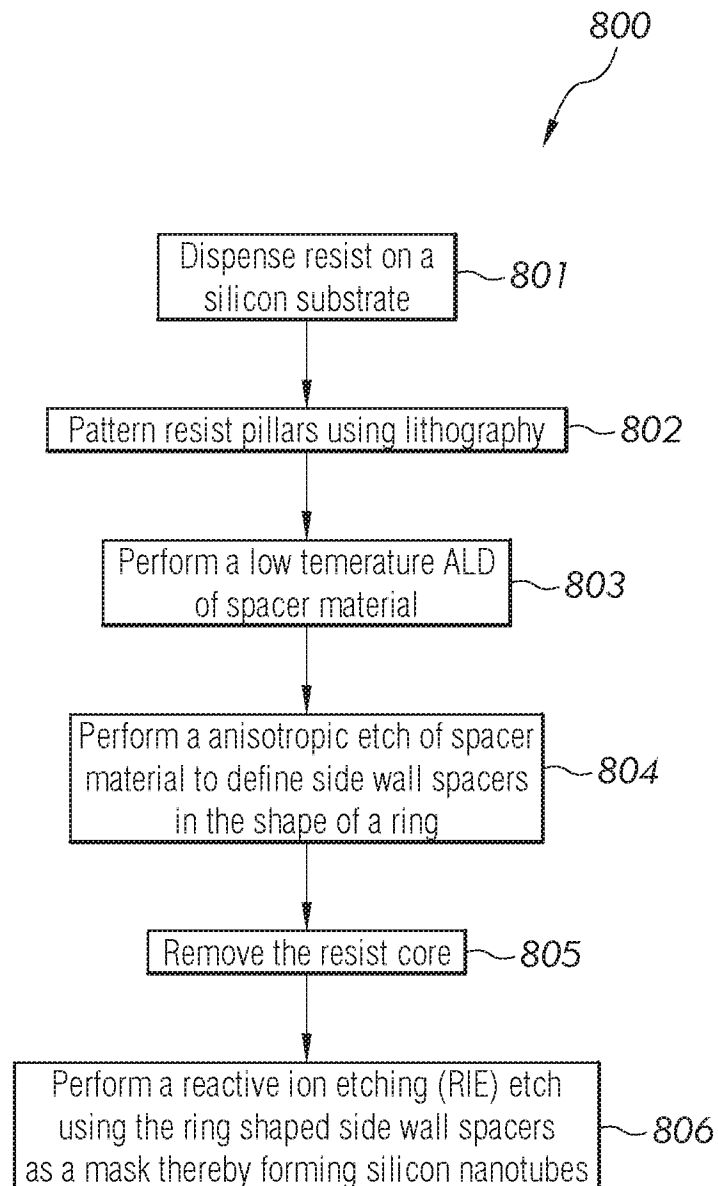 800
Dispense resist on a
silicon substrate
801
Pattern resist pillars using lithography
802
Perform a low temerature ALD
of spacer material
803
Perform a anisotropic etch of spacer
material to define side wall spacers
in the shape of a ring
804
Remove the resist core
805
Perform a reactive ion etching (RIE) etch
using the ring shaped side wall spacers
as a mask thereby forming silicon nanotubes
806